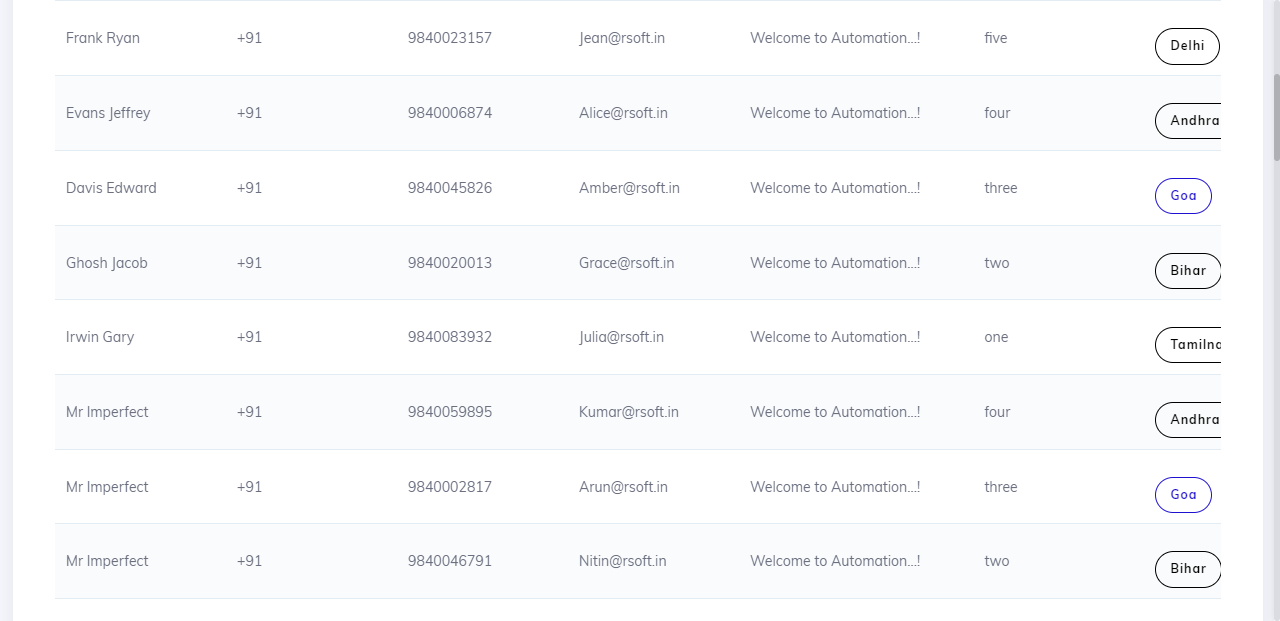 Frank Ryan +91 9840023157 Jean@rsoft.in Welcome to Automation...! five Delhi
Evans Jeffrey +91 9840006874 Alice@rsoft.in Welcome to Automation...! four Andhra
Davis Edward +91 9840045826 Amber@rsoft.in Welcome to Automation...! three Goa
Ghosh Jacob +91 9840020013 Grace@rsoft.in Welcome to Automation...! two Bihar
Irwin Gary +91 9840083932 Julia@rsoft.in Welcome to Automation...! one
Mr Imperfect +91 9840059895 Kumar@rsoft.in Welcome to Automation...! four Andhra
Mr Imperfect +91 9840002817 Arun@rsoft.in Welcome to Automation...! three Goa
Mr Imperfect +91 9840046791 Nitin@rsoft.in Welcome to Automation...! two Bihar